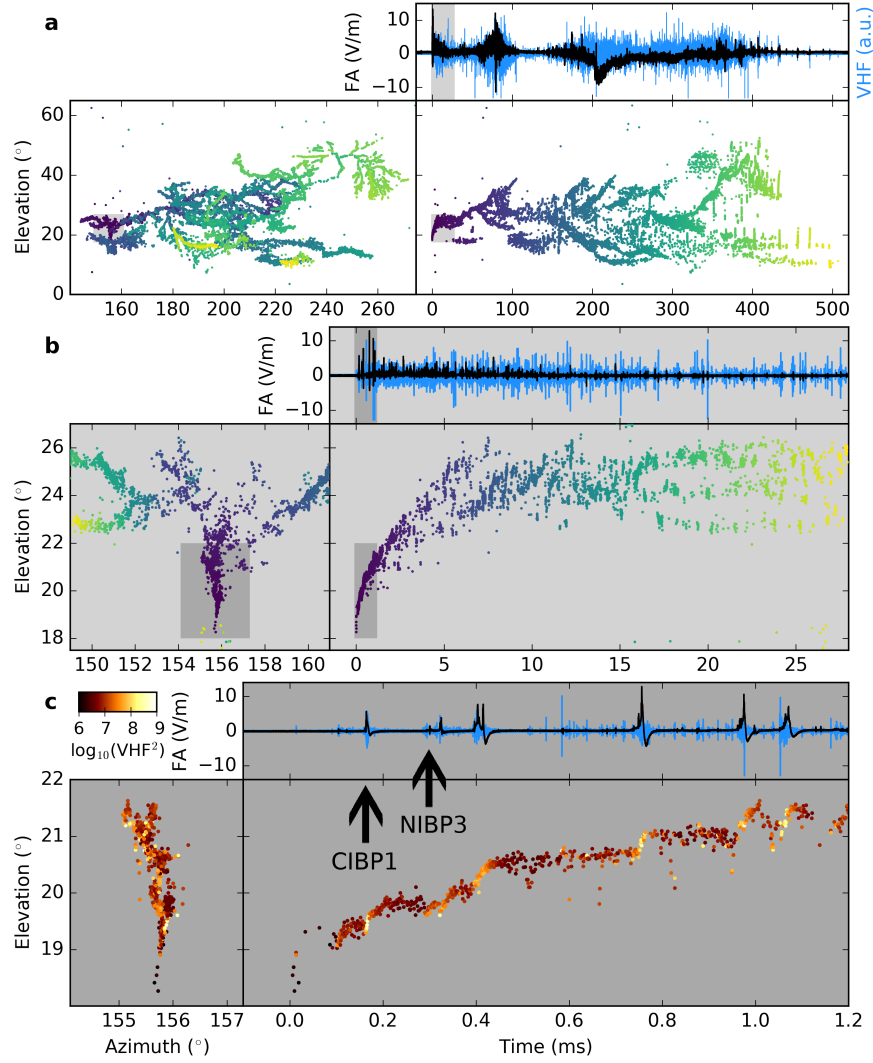 a
FA (V/m)
10
0
−10
VHF (a.u.)
Elevation (°)
60
40
20
0
160 180 200 220 240 260
0 100 200 300 400 500
b
FA (V/m)
10
0
−10
Elevation (°)
26
24
22
20
18
150 152 154 156 158 160
0 5 10 15 20 25
c
6 7 8 9
log₁₀(VHF²)
FA (V/m)
10
0
−10
NIBP3
CIBP1
Elevation (°)
22
21
20
19
155 156 157
0.0 0.2 0.4 0.6 0.8 1.0 1.2
Azimuth (°)
Time (ms)